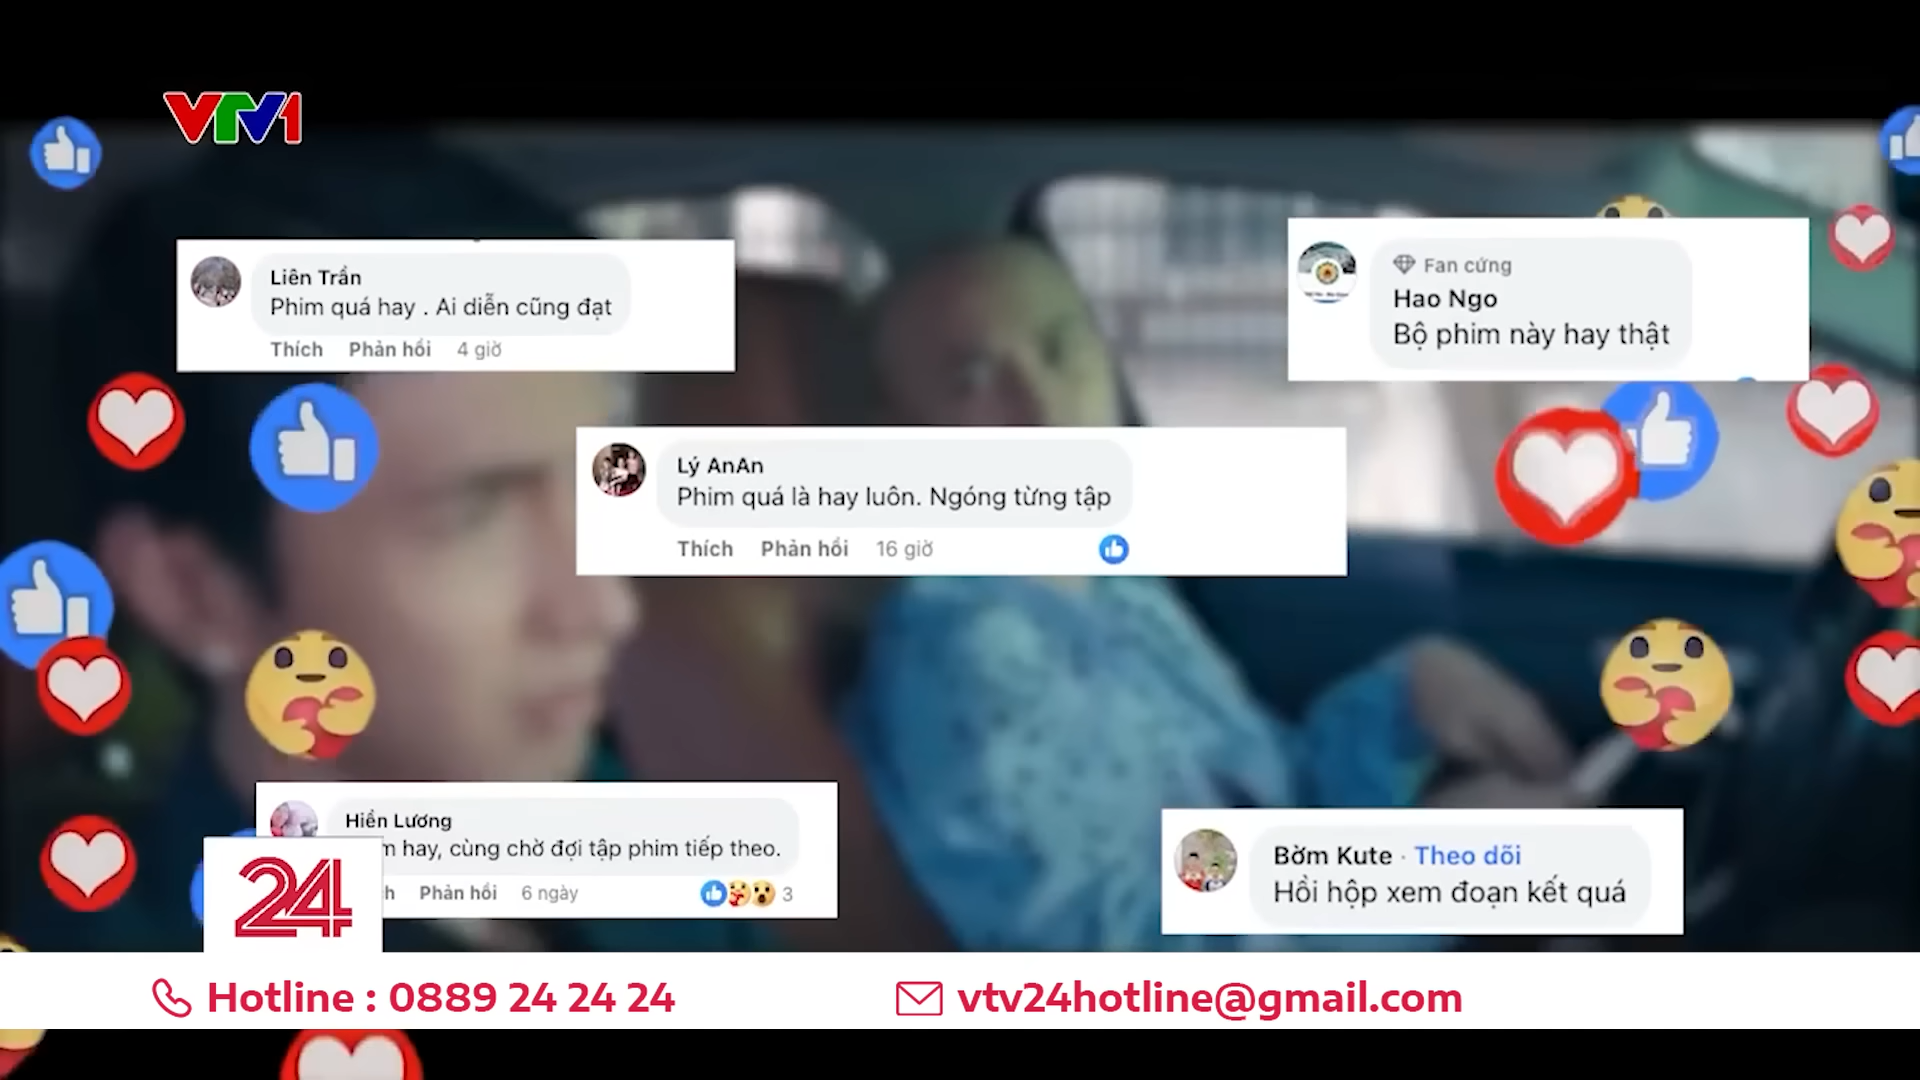 VTV1
Liên Trần
Phim quá hay . Ai diễn cũng đạt
Thích Phản hồi 4 giờ
Fan cứng
Hao Ngo
Bộ phim này hay thật
Lý AnAn
Phim quá là hay luôn. Ngóng từng tập
Thích Phản hồi 16 giờ
Hiền Lương
hay, cùng chờ đợi tập phim tiếp theo.
Phản hồi 6 ngày 3
Bờm Kute · Theo dõi
Hồi hộp xem đoạn kết quá
24
Hotline : 0889 24 24 24
vtv24hotline@gmail.com